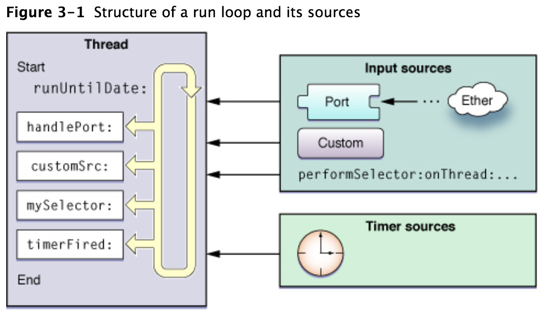 Figure 3-1 Structure of a run loop and its sources
Thread
Start
runUntilDate:
handlePort:
customSrc:
mySelector:
timerFired:
End
Input sources
Port
...
Ether
Custom
performSelector:onThread:...
Timer sources